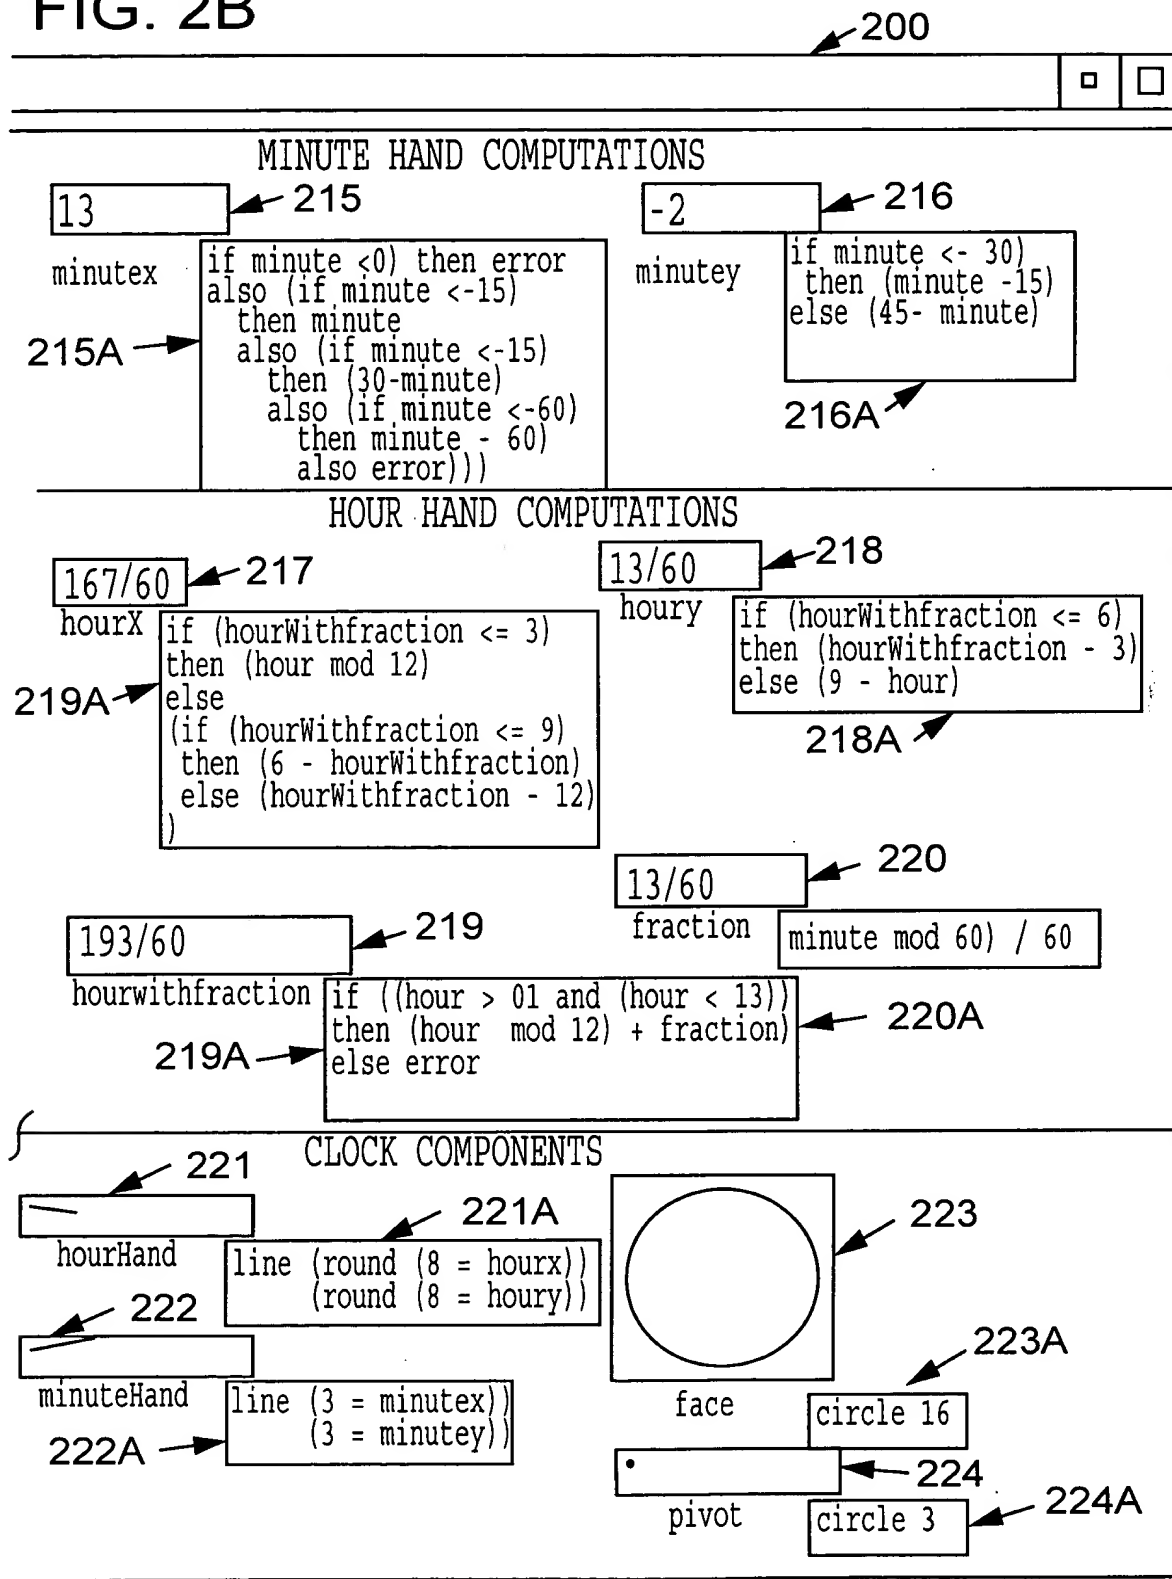 FIG. 2B
200
MINUTE HAND COMPUTATIONS
13
215
-2
216
minutex
if minute <0) then error
also (if minute <-15)
then minute
also (if minute <-15)
then (30-minute)
also (if minute <-60)
then minute - 60)
also error)))
215A
minutey
if minute <- 30)
then (minute -15)
else (45- minute)
216A
HOUR HAND COMPUTATIONS
167/60
217
13/60
218
hourX
if (hourWithfraction <= 3)
then (hour mod 12)
else
(if (hourWithfraction <= 9)
then (6 - hourWithfraction)
else (hourWithfraction - 12)
)
219A
houry
if (hourWithfraction <= 6)
then (hourWithfraction - 3)
else (9 - hour)
218A
13/60
220
fraction
minute mod 60) / 60
193/60
219
hourwithfraction
if ((hour > 01 and (hour < 13))
then (hour mod 12) + fraction)
else error
220A
219A
CLOCK COMPONENTS
221
hourHand
221A
line (round (8 = hourx))
(round (8 = houry))
223
222
minuteHand
line (3 = minutex))
(3 = minutey))
222A
223A
face
circle 16
224
pivot
circle 3
224A